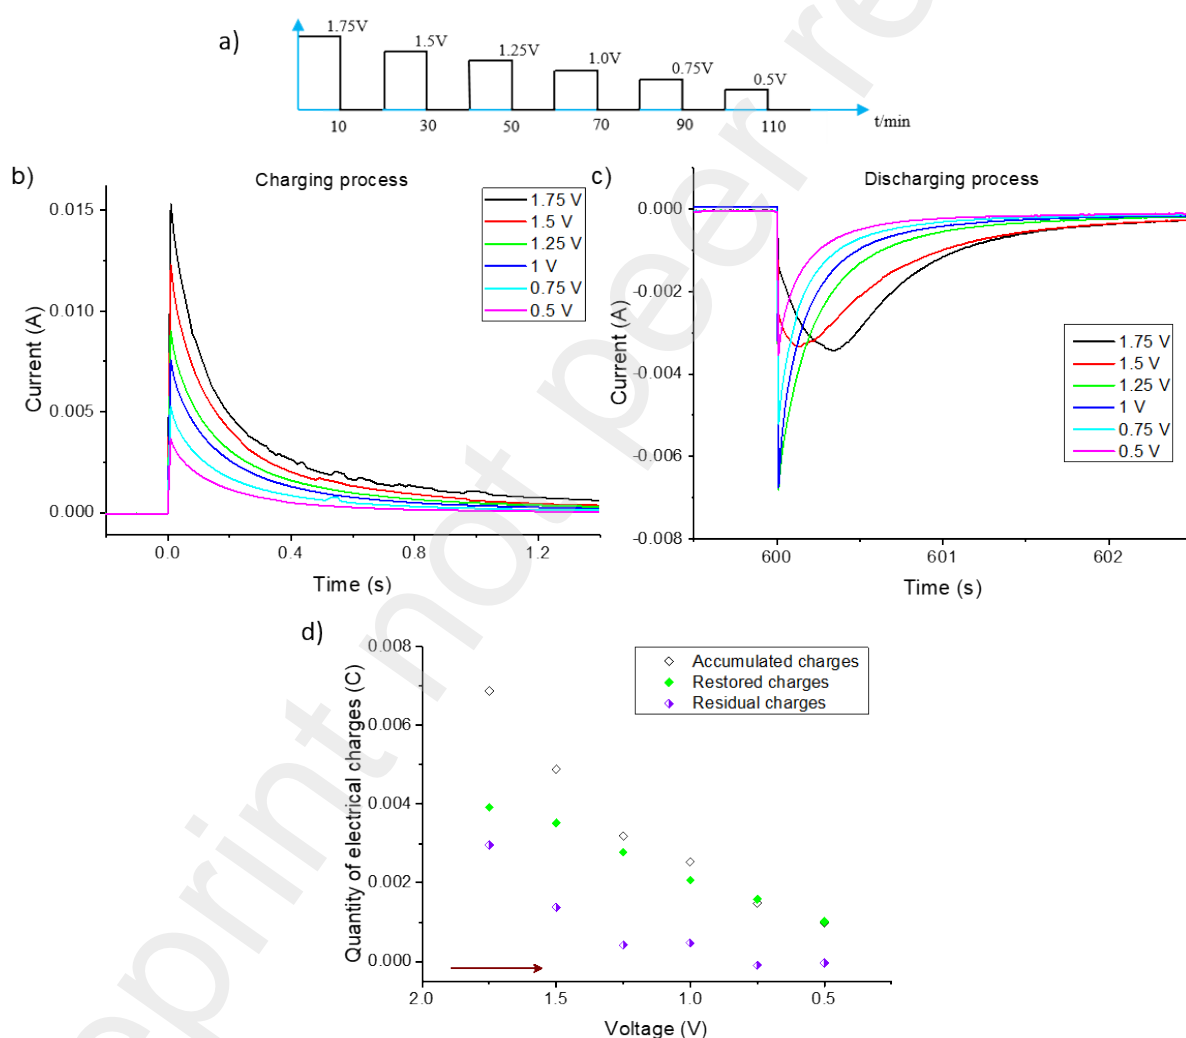 a)
1.75V
1.5V
1.25V
1.0V
0.75V
0.5V
10
30
50
70
90
110
t/min
b)
Charging process
1.75 V
1.5 V
1.25 V
1 V
0.75 V
0.5 V
0.015
0.010
0.005
0.000
Current (A)
0.0
0.4
0.8
1.2
Time (s)
c)
Discharging process
0.000
-0.002
-0.004
-0.006
-0.008
Current (A)
1.75 V
1.5 V
1.25 V
1 V
0.75 V
0.5 V
600
601
602
Time (s)
d)
0.008
0.006
0.004
0.002
0.000
Quantity of electrical charges (C)
Accumulated charges
Restored charges
Residual charges
2.0
1.5
1.0
0.5
Voltage (V)
eprint not peer re